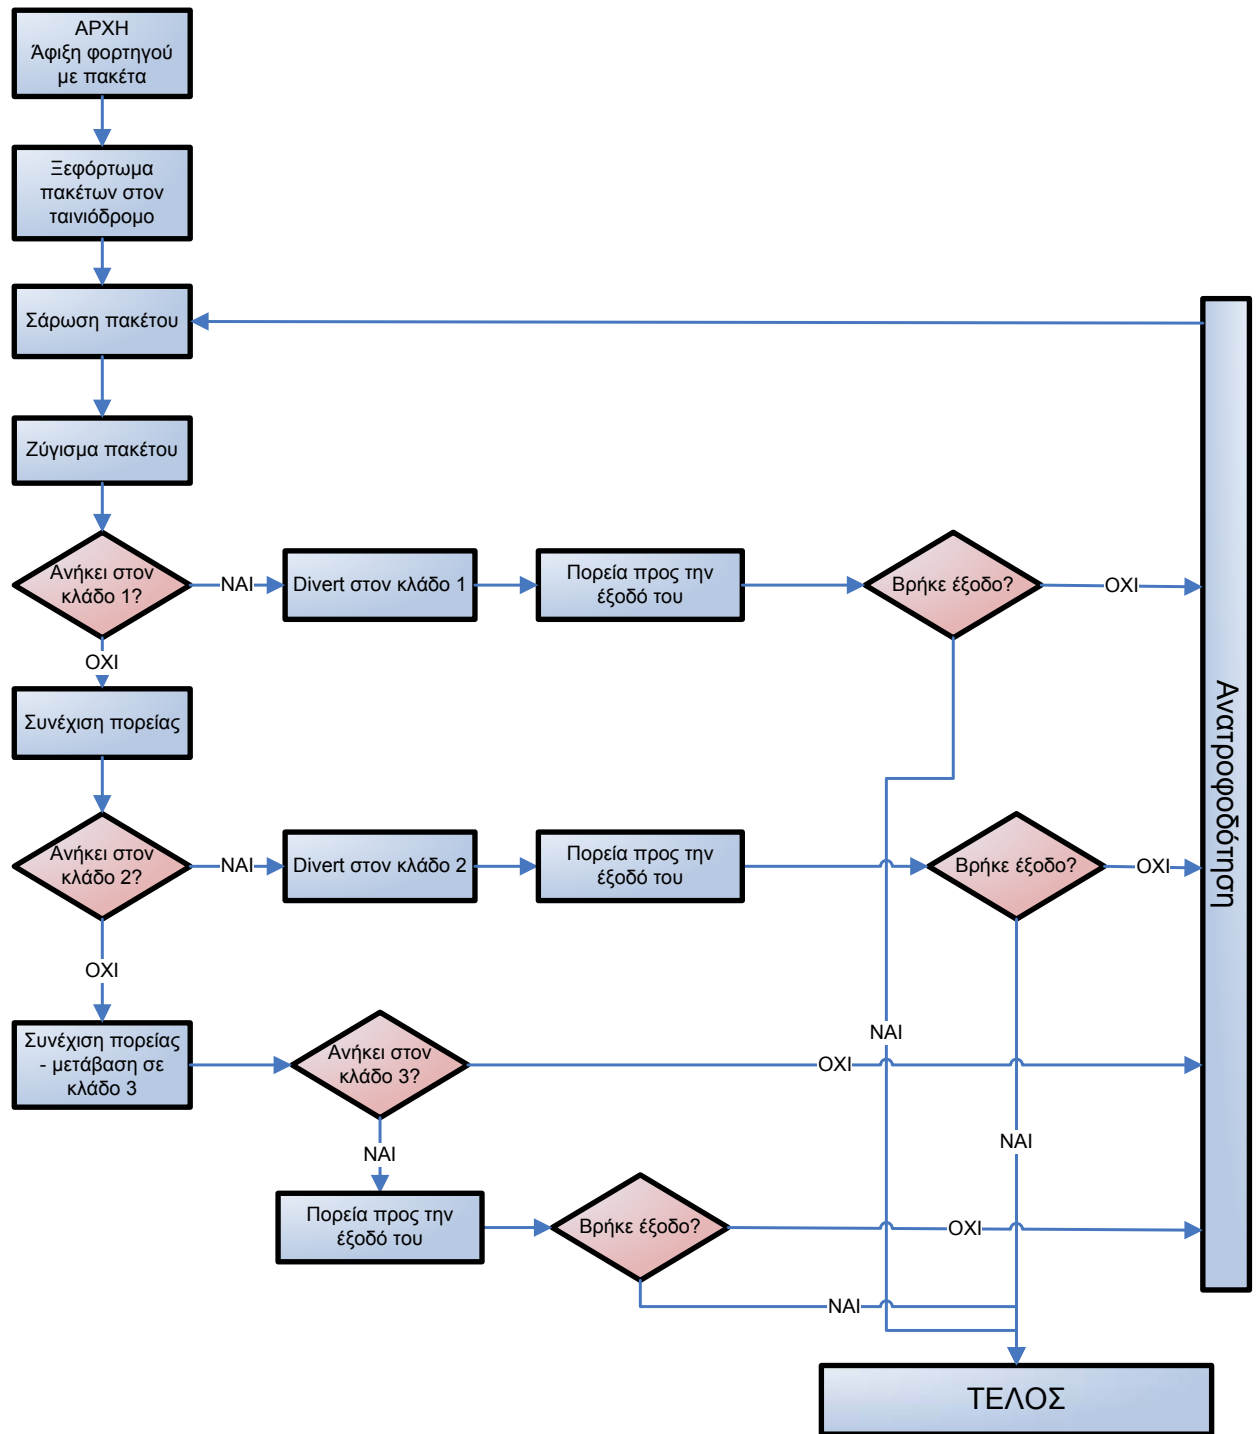 ΑΡΧΗ
Άφιξη φορτηγού
με πακέτα
Ξεφόρτωμα
πακέτων στον
ταινιόδρομο
Σάρωση πακέτου
Ζύγισμα πακέτου
Ανήκει στον
κλάδο 1?
ΝΑΙ
Divert στον κλάδο 1
Πορεία προς την
έξοδό του
Βρήκε έξοδο?
ΟΧΙ
ΟΧΙ
Συνέχιση πορείας
Ανήκει στον
κλάδο 2?
ΝΑΙ
Divert στον κλάδο 2
Πορεία προς την
έξοδό του
Βρήκε έξοδο?
ΟΧΙ
Ανατροφοδότηση
ΟΧΙ
Συνέχιση πορείας
- μετάβαση σε
κλάδο 3
Ανήκει στον
κλάδο 3?
ΟΧΙ
ΝΑΙ
ΝΑΙ
ΝΑΙ
Πορεία προς την
έξοδό του
Βρήκε έξοδο?
ΟΧΙ
ΝΑΙ
ΤΕΛΟΣ